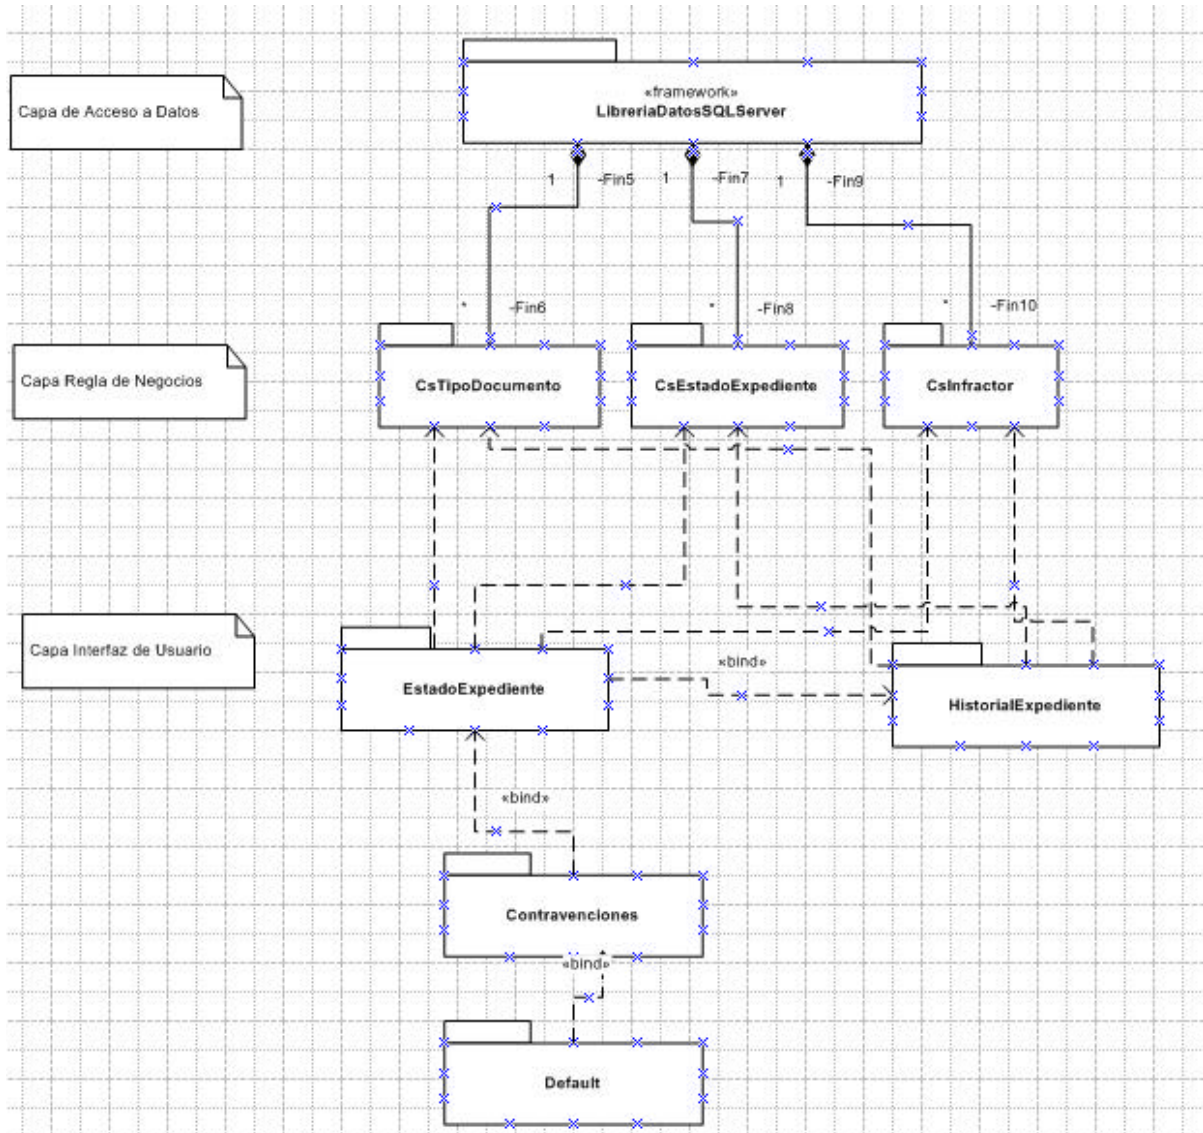 «framework»
LibreriaDatosSQLServer
Capa de Acceso a Datos
1 -Fin5 1 -Fin7 1 -Fin9
* -Fin6 * -Fin8 * -Fin10
Capa Regla de Negocios
CsTipoDocumento
CsEstadoExpediente
CsInfractor
Capa Interfaz de Usuario
«bind»
EstadoExpediente
HistorialExpediente
«bind»
Contravenciones
«bind»
Default